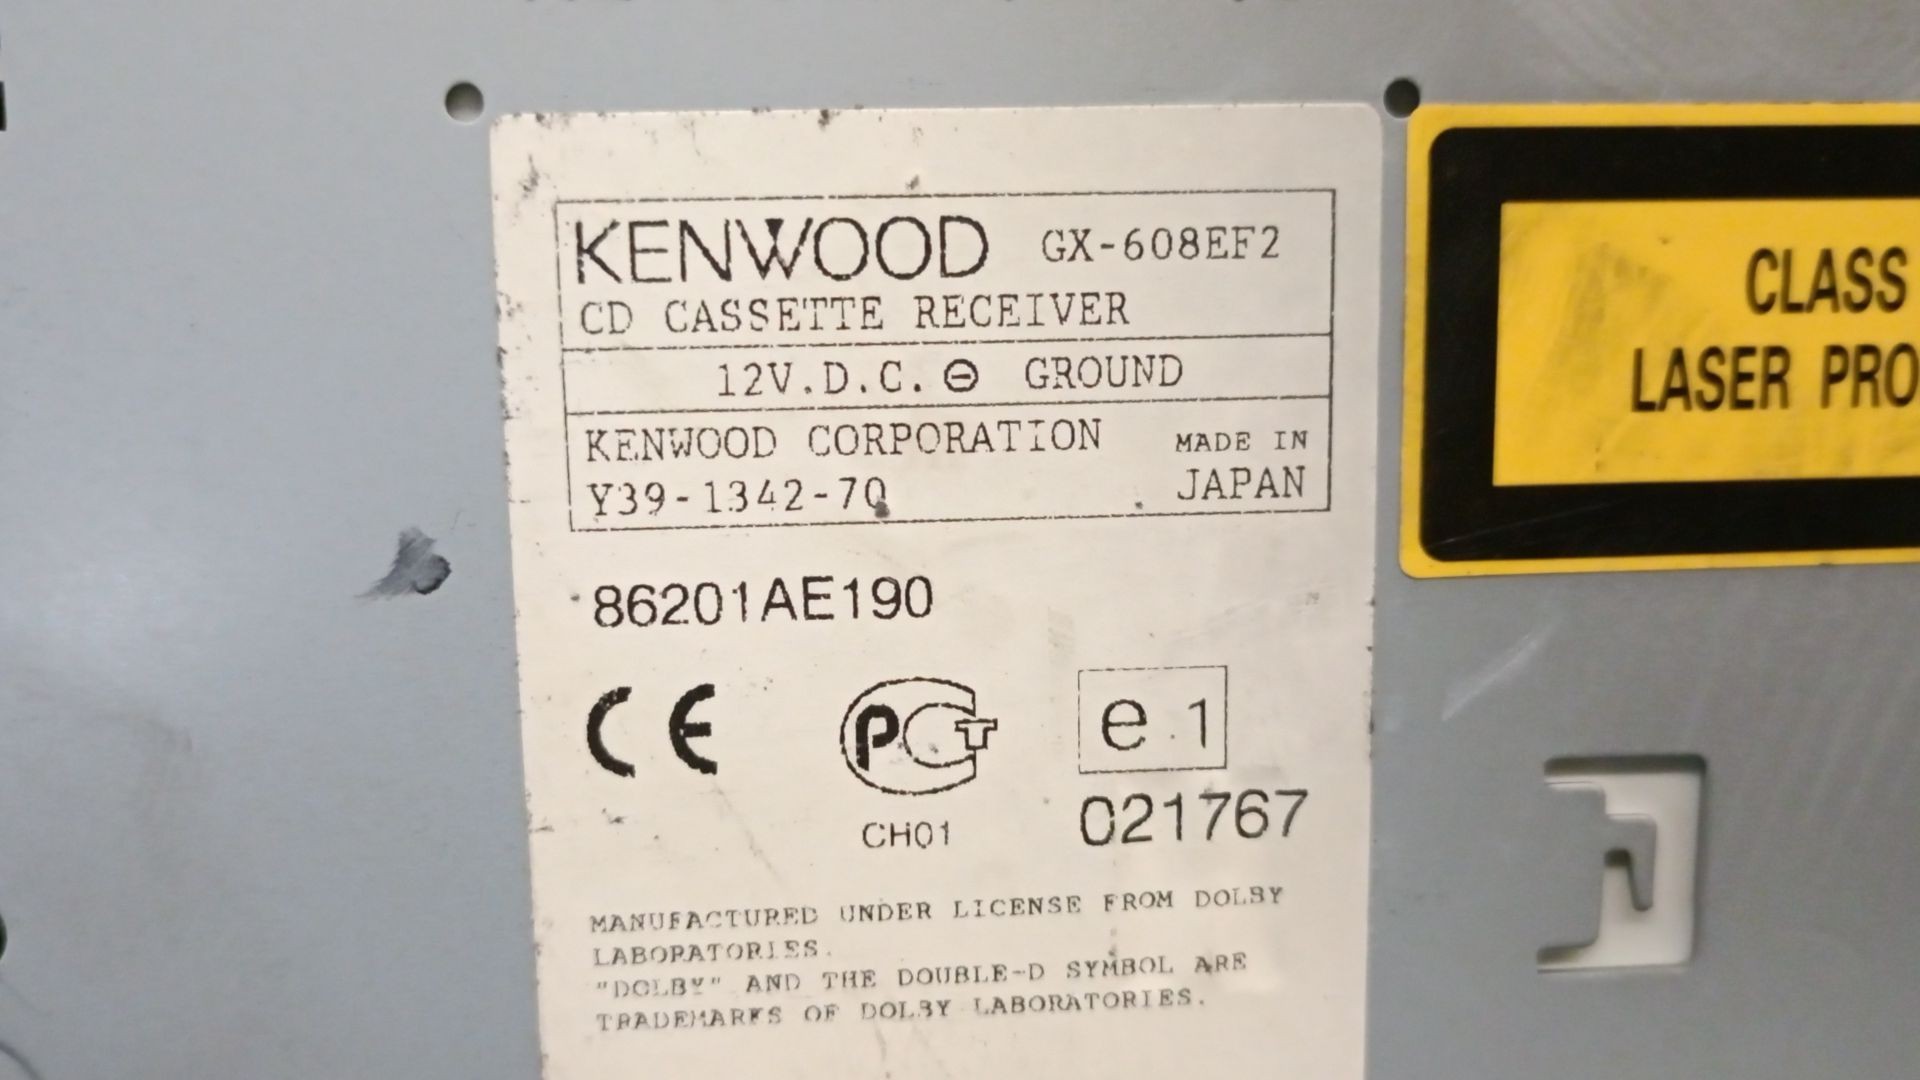 KENWOOD GX-608EF2
CD CASSETTE RECEIVER
12V.D.C. ⊖ GROUND
KENWOOD CORPORATION MADE IN
Y39-1342-70 JAPAN
86201AE190
CE PCT e1
CH01 021767
MANUFACTURED UNDER LICENSE FROM DOLBY
LABORATORIES.
"DOLBY" AND THE DOUBLE-D SYMBOL ARE
TRADEMARKS OF DOLBY LABORATORIES.
CLASS
LASER PRO